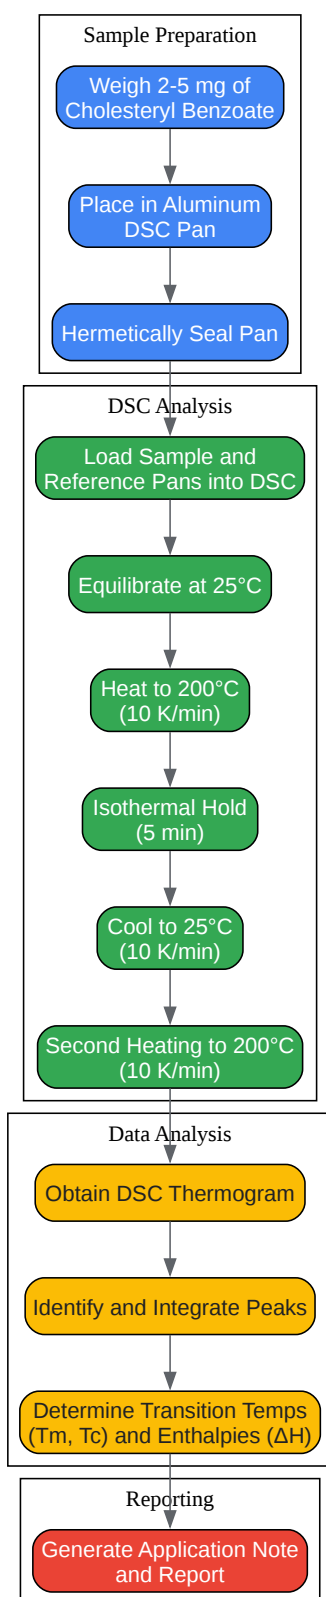 Sample Preparation
Weigh 2-5 mg of
Cholesteryl Benzoate
Place in Aluminum
DSC Pan
Hermetically Seal Pan
DSC Analysis
Load Sample and
Reference Pans into DSC
Equilibrate at 25°C
Heat to 200°C
(10 K/min)
Isothermal Hold
(5 min)
Cool to 25°C
(10 K/min)
Second Heating to 200°C
(10 K/min)
Data Analysis
Obtain DSC Thermogram
Identify and Integrate Peaks
Determine Transition Temps
(Tm, Tc) and Enthalpies (ΔH)
Reporting
Generate Application Note
and Report